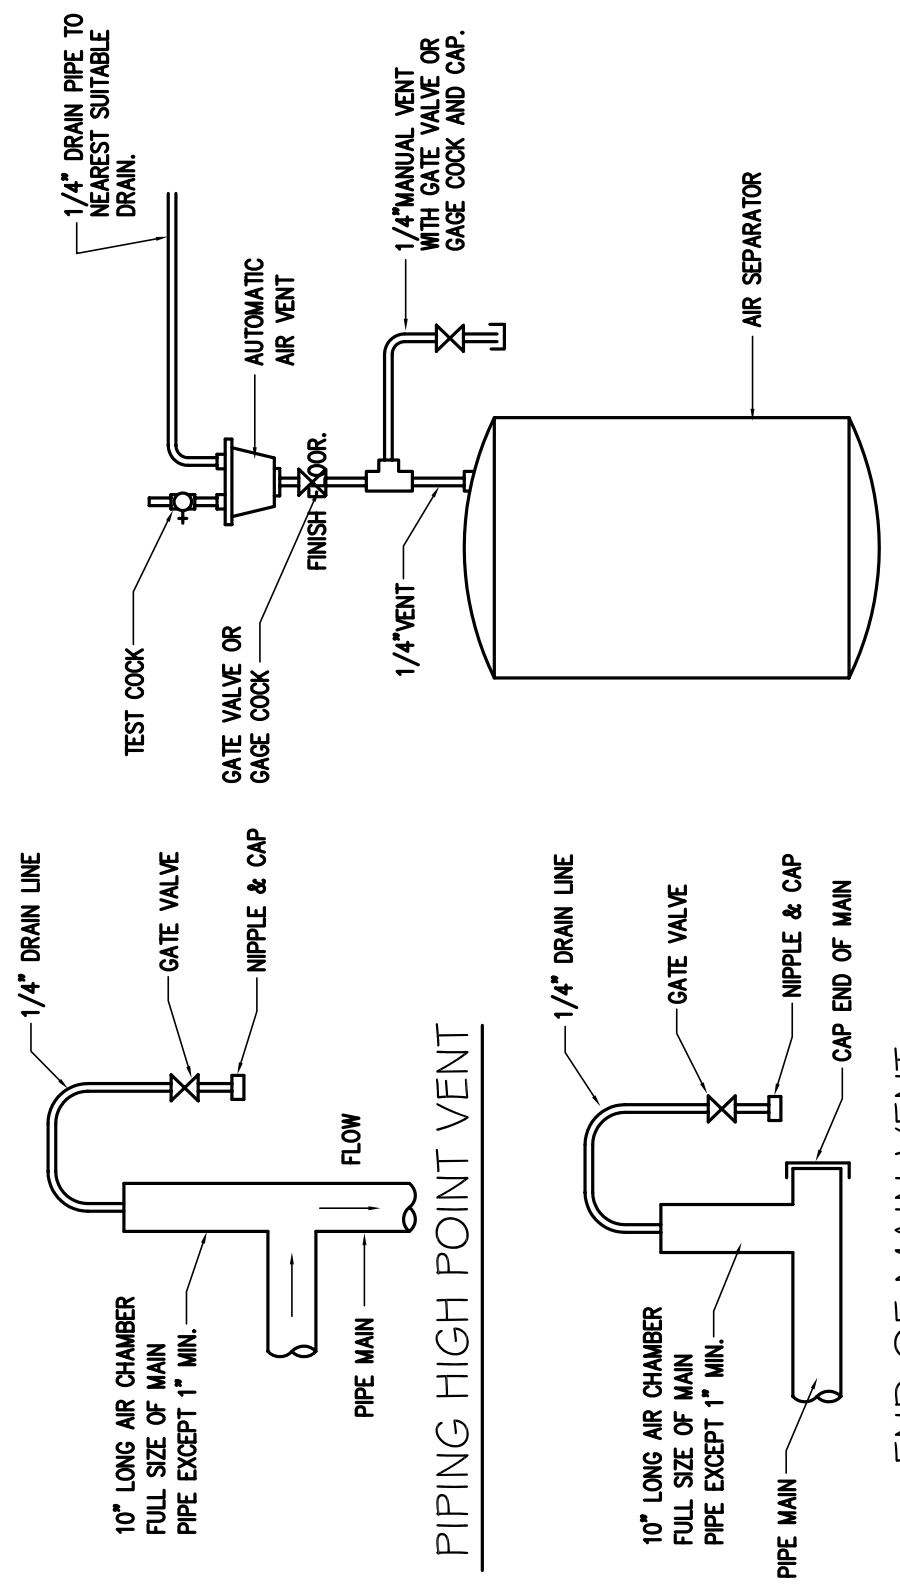 10" LONG AIR CHAMBER
FULL SIZE OF MAIN
PIPE EXCEPT 1" MIN.
1/4" DRAIN LINE
GATE VALVE
NIPPLE & CAP
FLOW
PIPE MAIN
PIPING HIGH POINT VENT
10" LONG AIR CHAMBER
FULL SIZE OF MAIN
PIPE EXCEPT 1" MIN.
1/4" DRAIN LINE
GATE VALVE
NIPPLE & CAP
CAP END OF MAIN
PIPE MAIN
END OF MAIN VENT
1/4" DRAIN PIPE TO
NEAREST SUITABLE
DRAIN.
TEST COCK
AUTOMATIC
AIR VENT
GATE VALVE OR
GAGE COCK
FINISH FLOOR.
1/4"MANUAL VENT
WITH GATE VALVE OR
GAGE COCK AND CAP.
1/4"VENT
AIR SEPARATOR